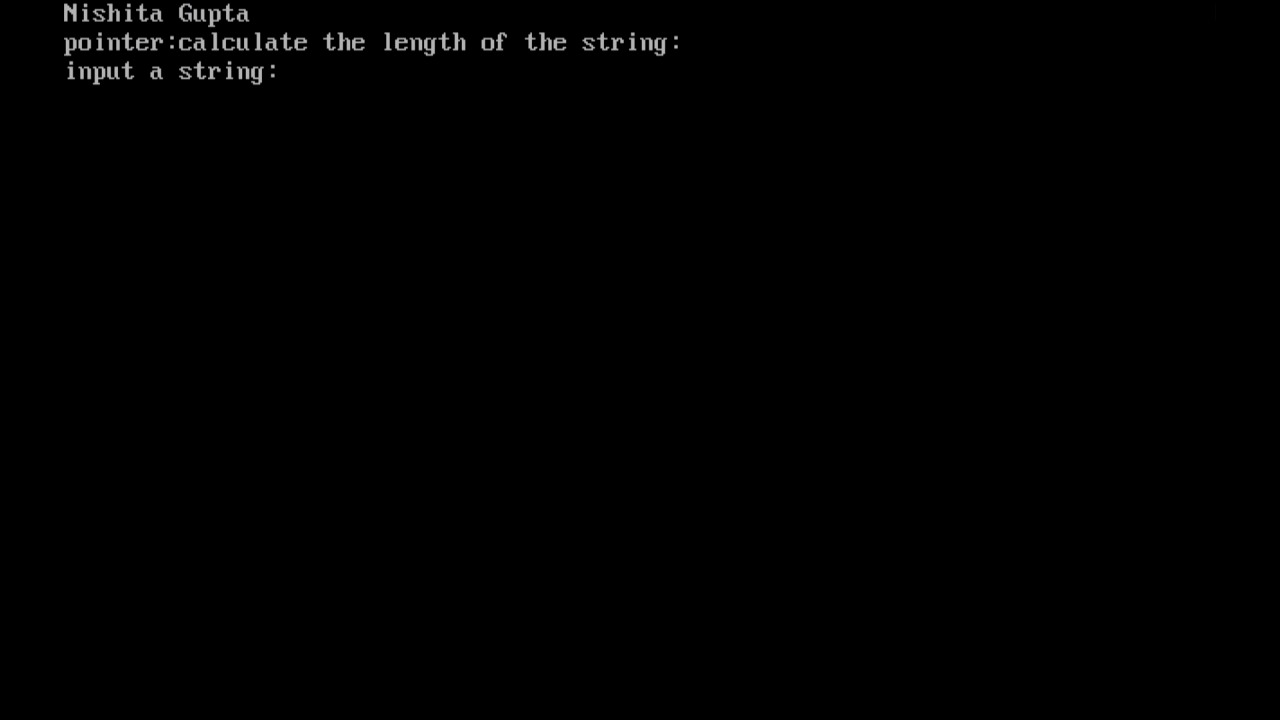 Nishita Gupta
pointer:calculate the length of the string:
input a string: